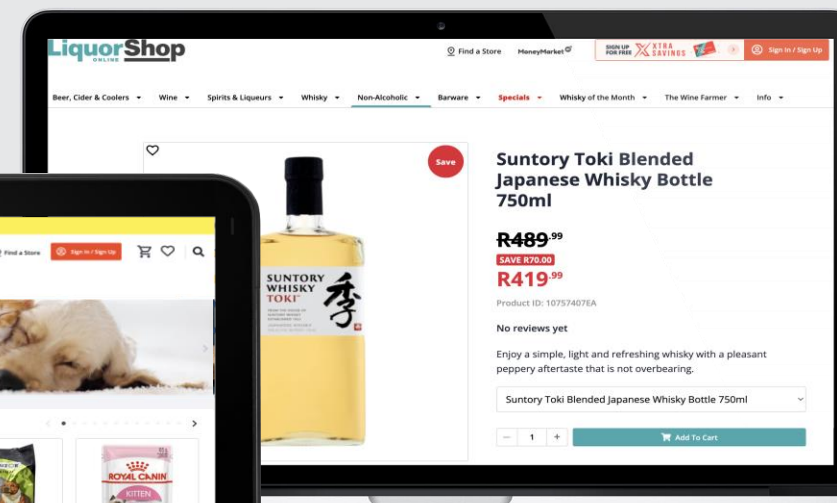 LiquorShop
ONLINE
Find a Store
MoneyMarket
SIGN UP FOR FREE
XTRA SAVINGS
Sign In / Sign Up
Beer, Cider & Coolers
Wine
Spirits & Liqueurs
Whisky
Non-Alcoholic
Barware
Specials
Whisky of the Month
The Wine Farmer
Info
Save
SUNTORY
WHISKY
TOKI
季
Suntory Toki Blended
Japanese Whisky Bottle
750ml
R489.99
SAVE R70.00
R419.99
Product ID: 10757407EA
No reviews yet
Enjoy a simple, light and refreshing whisky with a pleasant
peppery aftertaste that is not overbearing.
Suntory Toki Blended Japanese Whisky Bottle 750ml
1
Add To Cart
Find a Store
Sign In / Sign Up
ROYAL CANIN
KITTEN